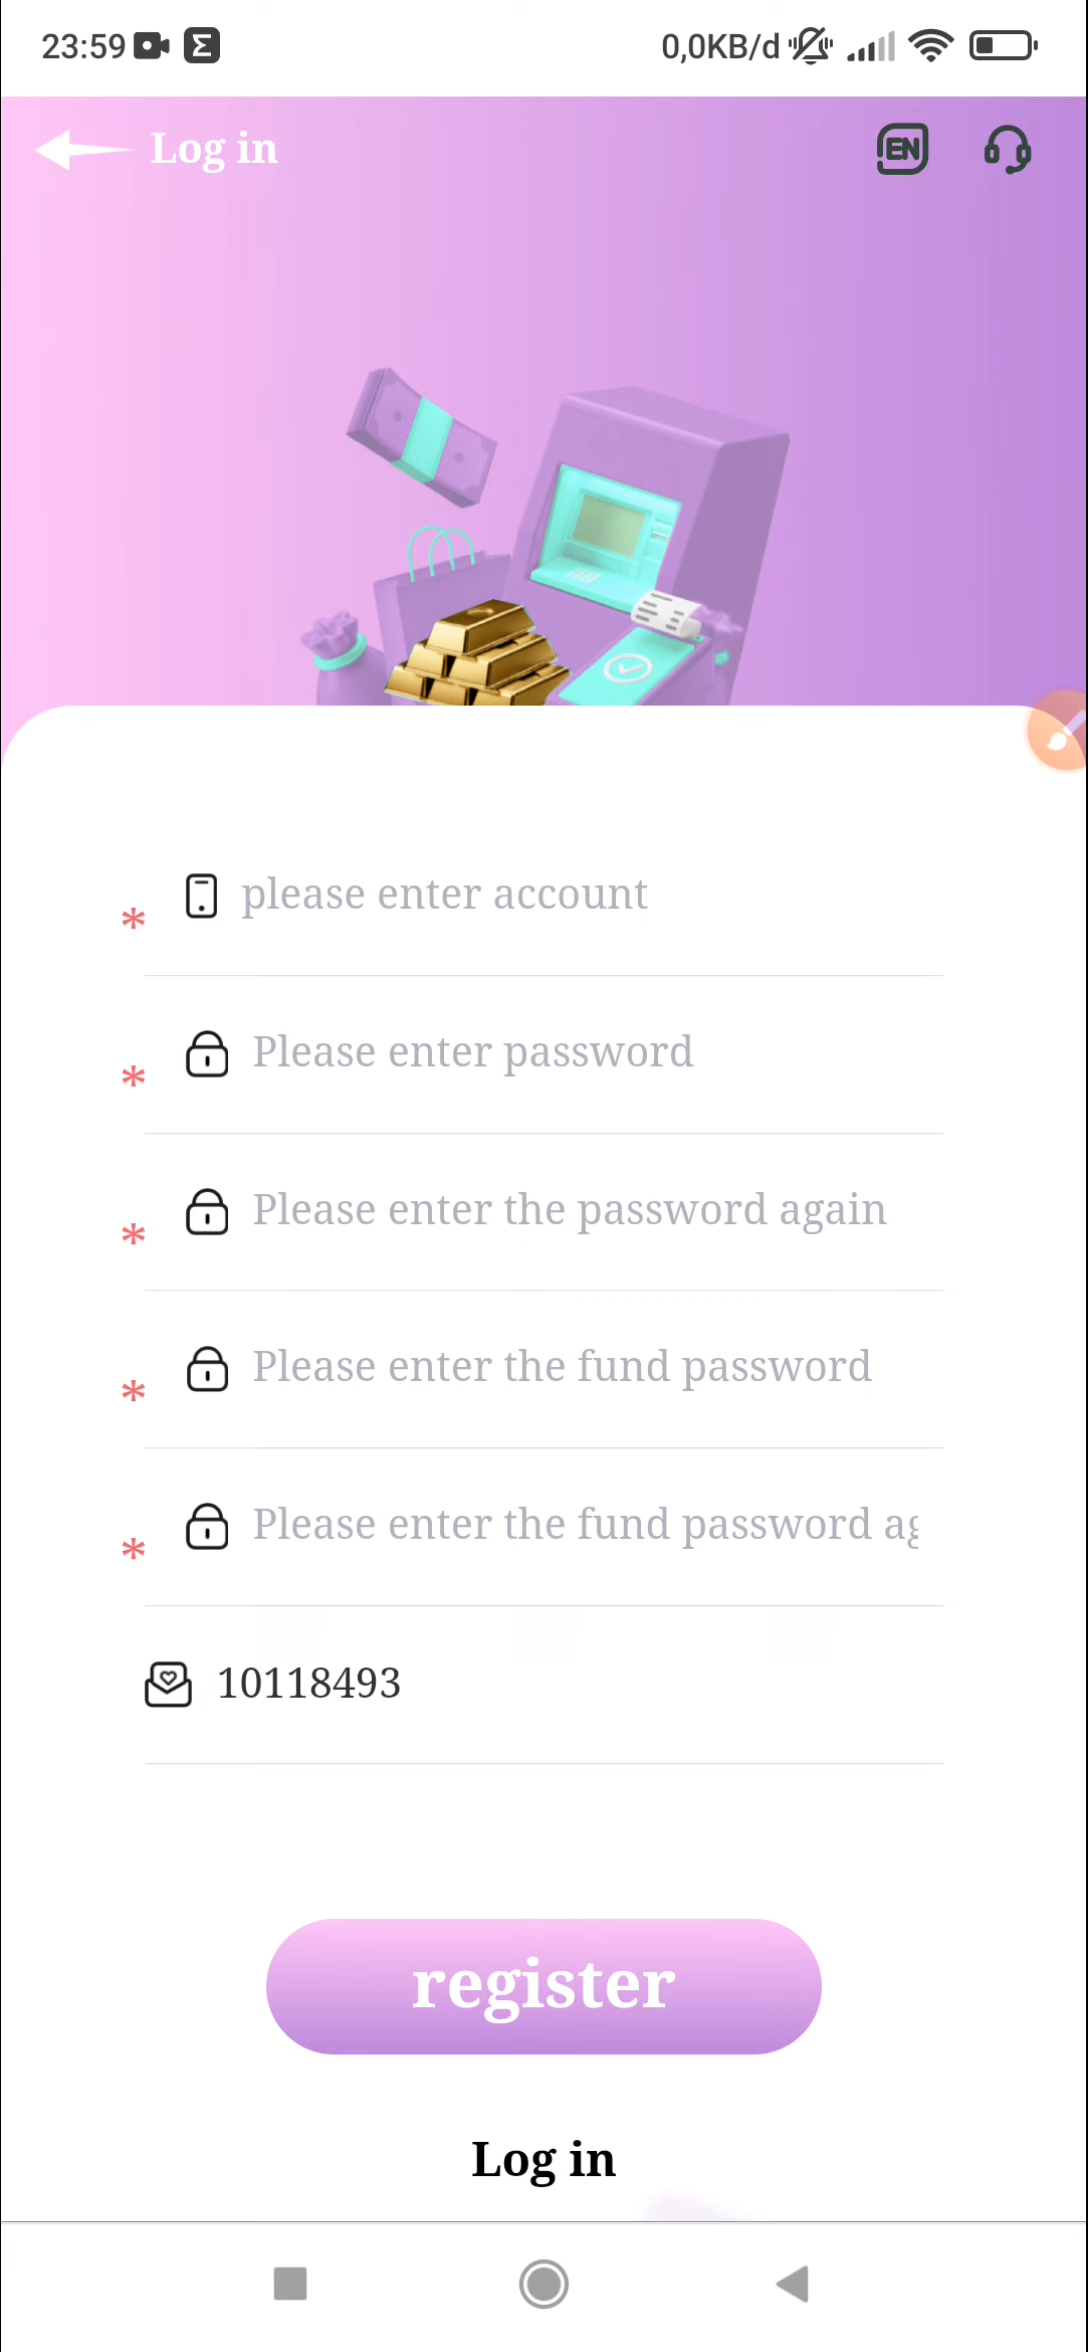 23:59 0,0KB/d
Log in EN
please enter account
*
Please enter password
*
Please enter the password again
*
Please enter the fund password
*
Please enter the fund password ag
*
10118493
register
Log in